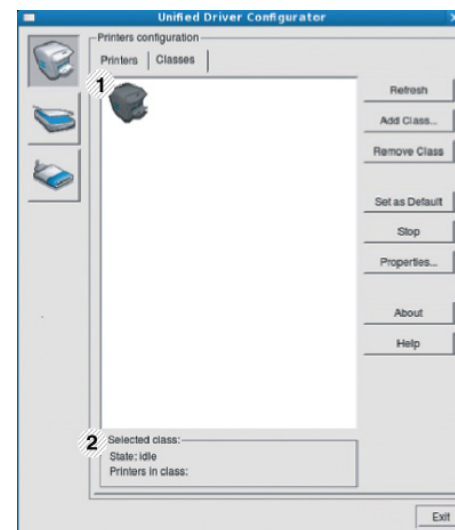 Unified Driver Configurator
Printers configuration
Printers
Classes
1
Refresh
Add Class...
Remove Class
Set as Default
Stop
Properties...
About
Help
2
Selected class:
State: idle
Printers in class:
Exit